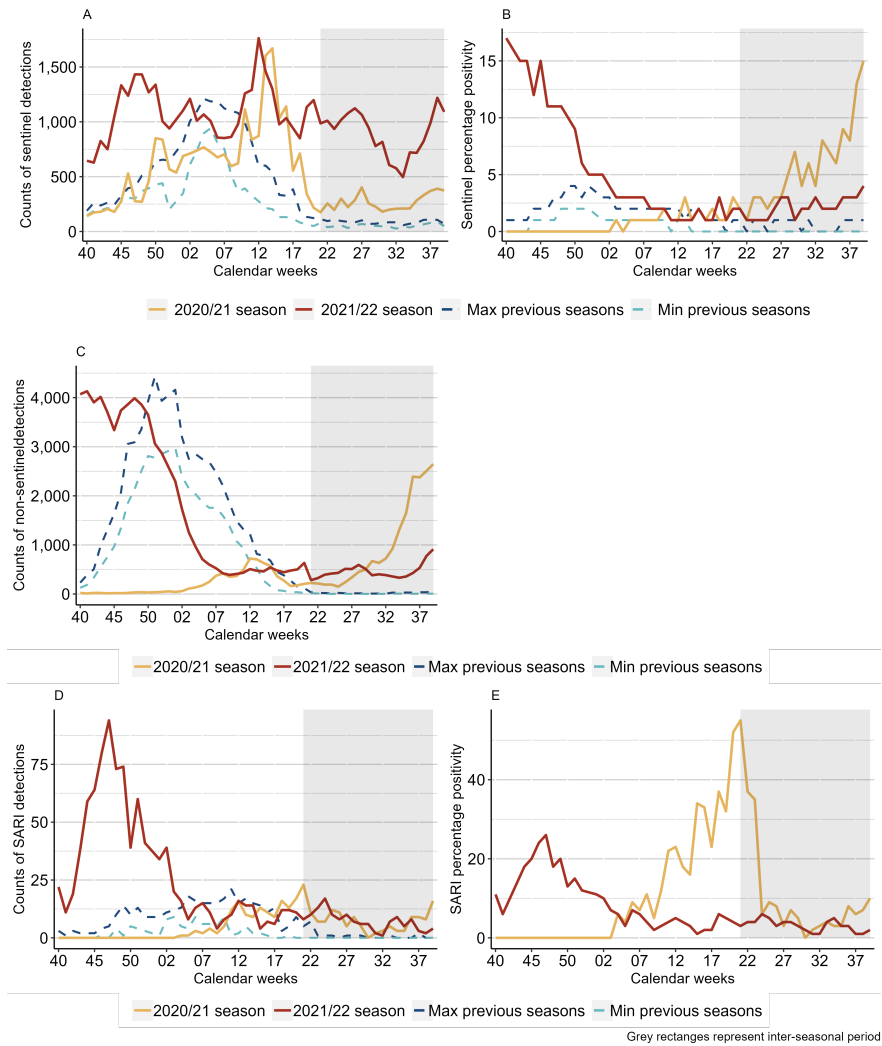 A
Counts of sentinel detections
1,500
1,000
500
0
40 45 50 02 07 12 17 22 27 32 37
Calendar weeks
B
Sentinel percentage positivity
15
10
5
0
40 45 50 02 07 12 17 22 27 32 37
Calendar weeks
2020/21 season 2021/22 season Max previous seasons Min previous seasons
C
Counts of non-sentineldetections
4,000
3,000
2,000
1,000
0
40 45 50 02 07 12 17 22 27 32 37
Calendar weeks
2020/21 season 2021/22 season Max previous seasons Min previous seasons
D
Counts of SARI detections
75
50
25
0
40 45 50 02 07 12 17 22 27 32 37
Calendar weeks
E
SARI percentage positivity
40
20
0
40 45 50 02 07 12 17 22 27 32 37
Calendar weeks
2020/21 season 2021/22 season Max previous seasons Min previous seasons
Grey rectanges represent inter-seasonal period